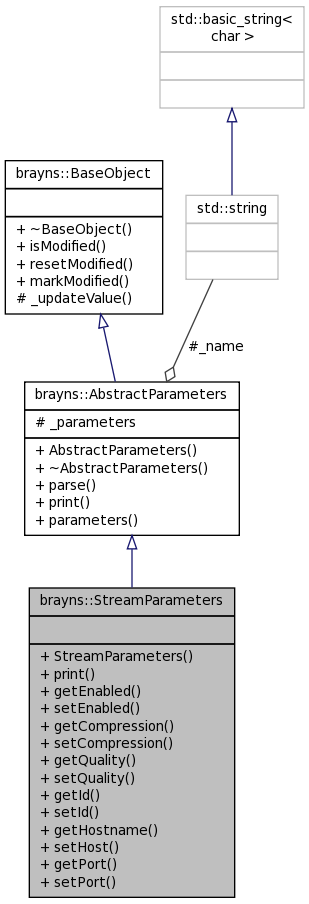 std::basic_string<
char >
brayns::BaseObject
+ ~BaseObject()
+ isModified()
+ resetModified()
+ markModified()
# _updateValue()
std::string
#_name
brayns::AbstractParameters
# _parameters
+ AbstractParameters()
+ ~AbstractParameters()
+ parse()
+ print()
+ parameters()
brayns::StreamParameters
+ StreamParameters()
+ print()
+ getEnabled()
+ setEnabled()
+ getCompression()
+ setCompression()
+ getQuality()
+ setQuality()
+ getId()
+ setId()
+ getHostname()
+ setHost()
+ getPort()
+ setPort()